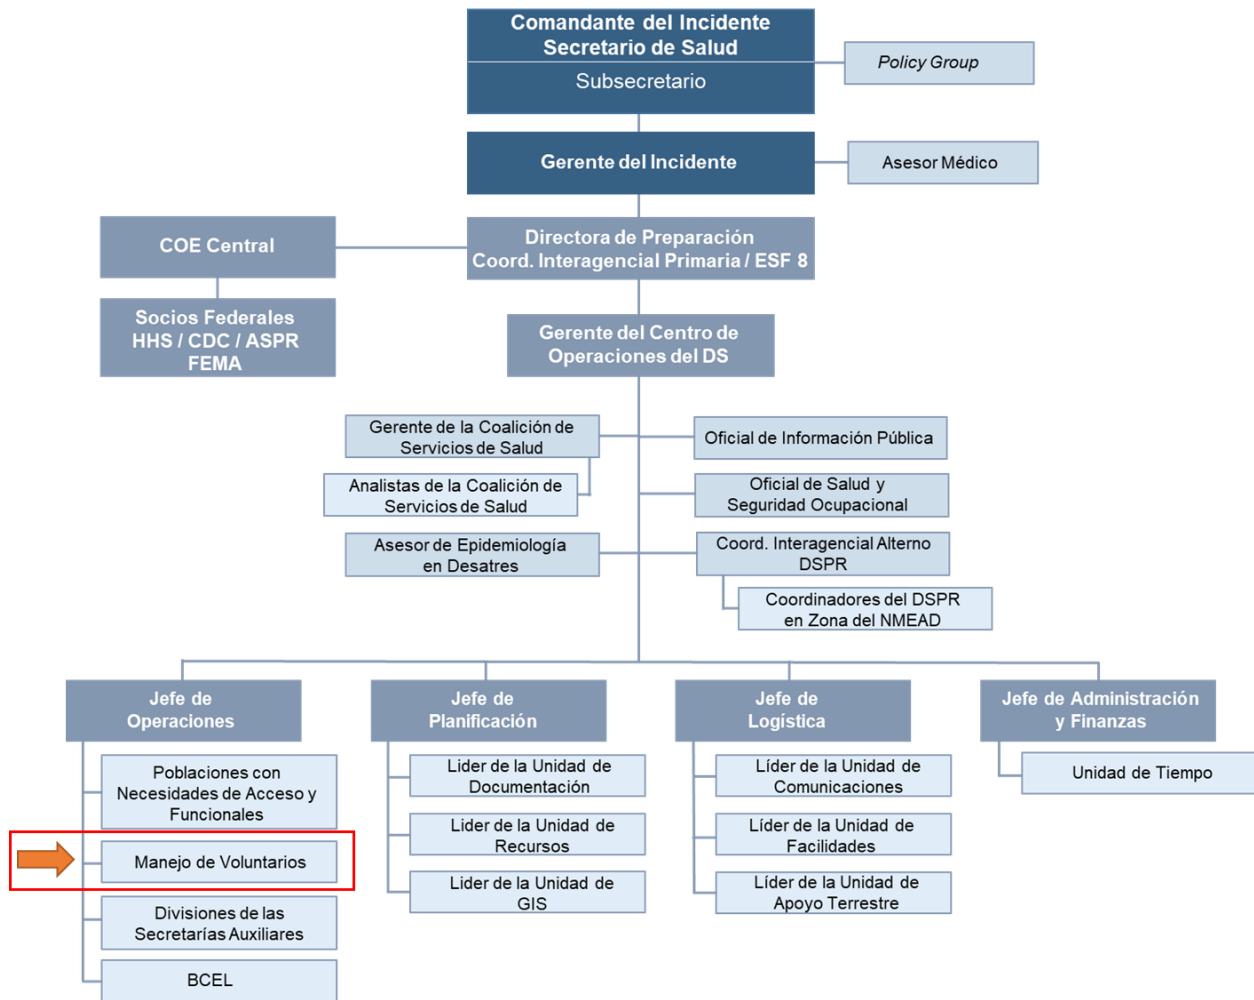 Comandante del Incidente
Secretario de Salud
Subsecretario
Policy Group
Gerente del Incidente
Asesor Médico
COE Central
Directora de Preparación
Coord. Interagencial Primaria / ESF 8
Socios Federales
HHS / CDC / ASPR
FEMA
Gerente del Centro de
Operaciones del DS
Gerente de la Coalición de
Servicios de Salud
Oficial de Información Pública
Analistas de la Coalición de
Servicios de Salud
Oficial de Salud y
Seguridad Ocupacional
Asesor de Epidemiología
en Desatres
Coord. Interagencial Alterno
DSPR
Coordinadores del DSPR
en Zona del NMEAD
Jefe de
Operaciones
Jefe de
Planificación
Jefe de
Logística
Jefe de Administración
y Finanzas
Poblaciones con
Necesidades de Acceso y
Funcionales
Lider de la Unidad de
Documentación
Líder de la Unidad de
Comunicaciones
Unidad de Tiempo
Manejo de Voluntarios
Lider de la Unidad de
Recursos
Líder de la Unidad de
Facilidades
Divisiones de las
Secretarías Auxiliares
Lider de la Unidad de
GIS
Líder de la Unidad de
Apoyo Terrestre
BCEL